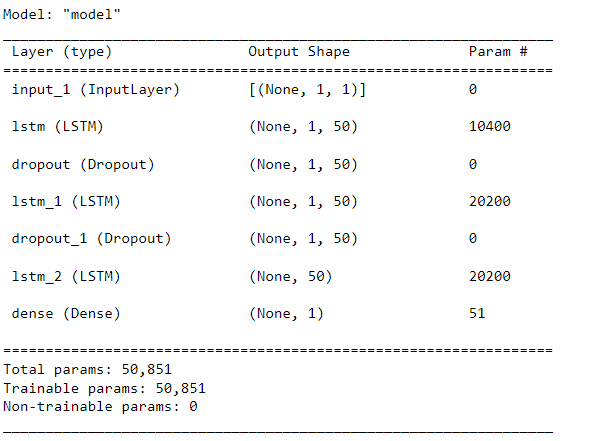 Model: "model"
Layer (type) Output Shape Param #
input_1 (InputLayer) [(None, 1, 1)] 0
lstm (LSTM) (None, 1, 50) 10400
dropout (Dropout) (None, 1, 50) 0
lstm_1 (LSTM) (None, 1, 50) 20200
dropout_1 (Dropout) (None, 1, 50) 0
lstm_2 (LSTM) (None, 50) 20200
dense (Dense) (None, 1) 51
Total params: 50,851
Trainable params: 50,851
Non-trainable params: 0